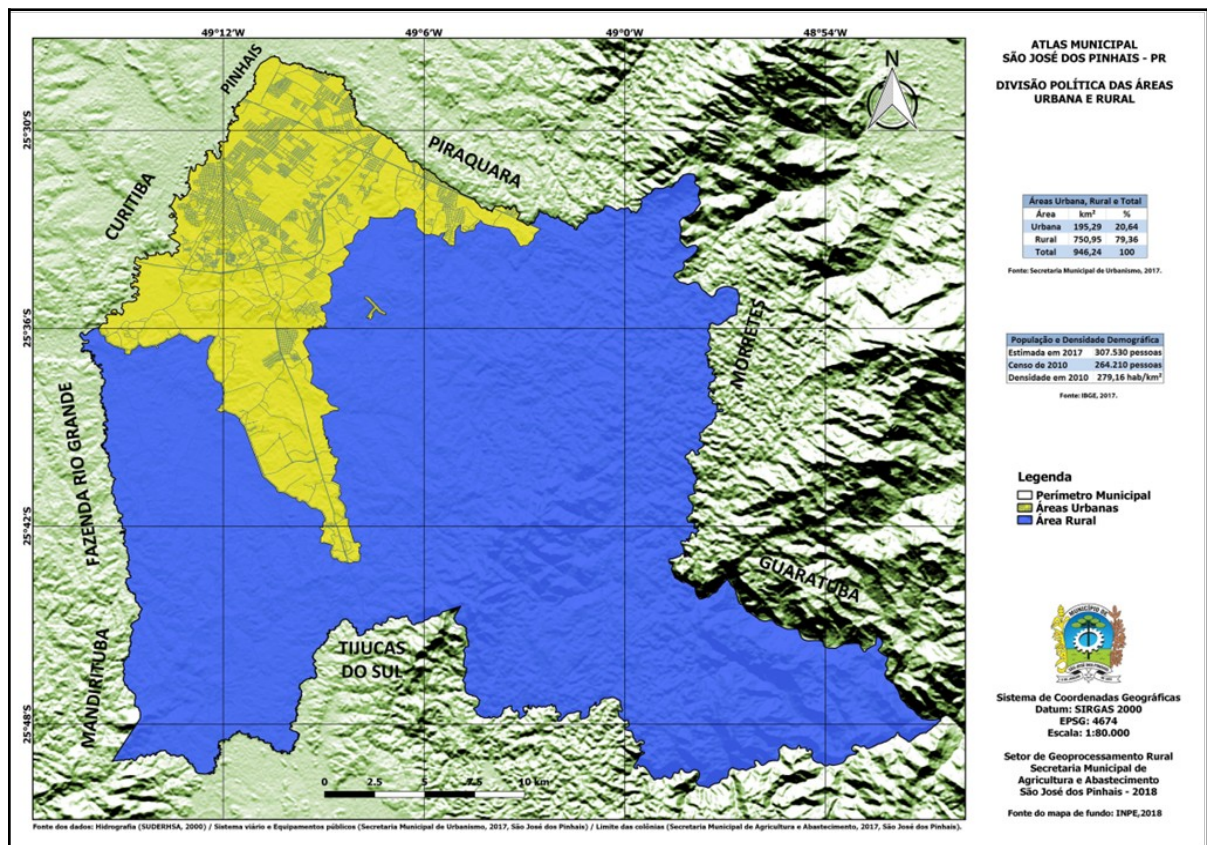 49°12'W
49°6'W
49°0'W
48°54'W
25°30'S
25°36'S
25°42'S
25°48'S
PINHAIS
CURITIBA
PIRAQUARA
FAZENDA RIO GRANDE
MORRETES
GUARATUBA
MANDIRITUBA
TIJUCAS
DO SUL
N
0 2.5 5 7.5 10 km
ATLAS MUNICIPAL
SÃO JOSÉ DOS PINHAIS - PR
DIVISÃO POLÍTICA DAS ÁREAS
URBANA E RURAL
Áreas Urbana, Rural e Total
Área km² %
Urbana 195,29 20,64
Rural 750,95 79,36
Total 946,24 100
Fonte: Secretaria Municipal de Urbanismo, 2017.
População e Densidade Demográfica
Estimada em 2017 307.530 pessoas
Censo de 2010 264.210 pessoas
Densidade em 2010 279,16 hab/km²
Fonte: IBGE, 2017.
Legenda
Perímetro Municipal
Áreas Urbanas
Área Rural
MUNICÍPIO DE
SÃO JOSÉ DOS PINHAIS
Sistema de Coordenadas Geográficas
Datum: SIRGAS 2000
EPSG: 4674
Escala: 1:80.000
Setor de Geoprocessamento Rural
Secretaria Municipal de
Agricultura e Abastecimento
São José dos Pinhais - 2018
Fonte do mapa de fundo: INPE,2018
Fonte dos dados: Hidrografia (SUDERHSA, 2000) / Sistema viário e Equipamentos públicos (Secretaria Municipal de Urbanismo, 2017, São José dos Pinhais) / Limite das colônias (Secretaria Municipal de Agricultura e Abastecimento, 2017, São José dos Pinhais).